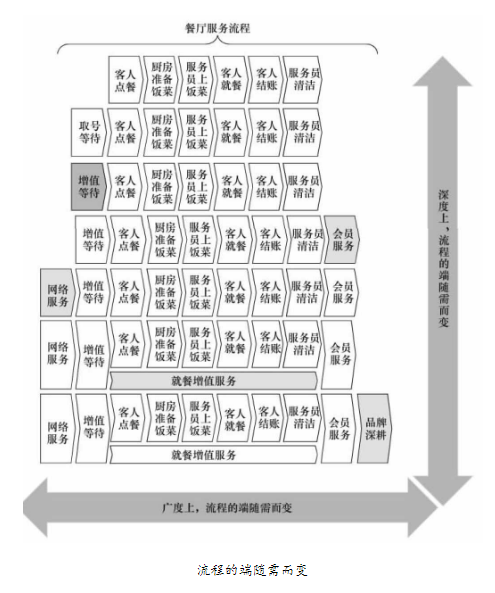 餐厅服务流程
客人点餐 厨房准备饭菜 服务员上饭菜 客人就餐 客人结账 服务员清洁
取号等待 客人点餐 厨房准备饭菜 服务员上饭菜 客人就餐 客人结账 服务员清洁
增值等待 客人点餐 厨房准备饭菜 服务员上饭菜 客人就餐 客人结账 服务员清洁
增值等待 客人点餐 厨房准备饭菜 服务员上饭菜 客人就餐 客人结账 服务员清洁 会员服务
网络服务 增值等待 客人点餐 厨房准备饭菜 服务员上饭菜 客人就餐 客人结账 服务员清洁 会员服务
网络服务 增值等待 客人点餐 厨房准备饭菜 服务员上饭菜 客人就餐 客人结账 服务员清洁 会员服务
就餐增值服务
网络服务 增值等待 客人点餐 厨房准备饭菜 服务员上饭菜 客人就餐 客人结账 服务员清洁 会员服务 品牌深耕
就餐增值服务
深度上，流程的端随需而变
广度上，流程的端随需而变
流程的端随需而变